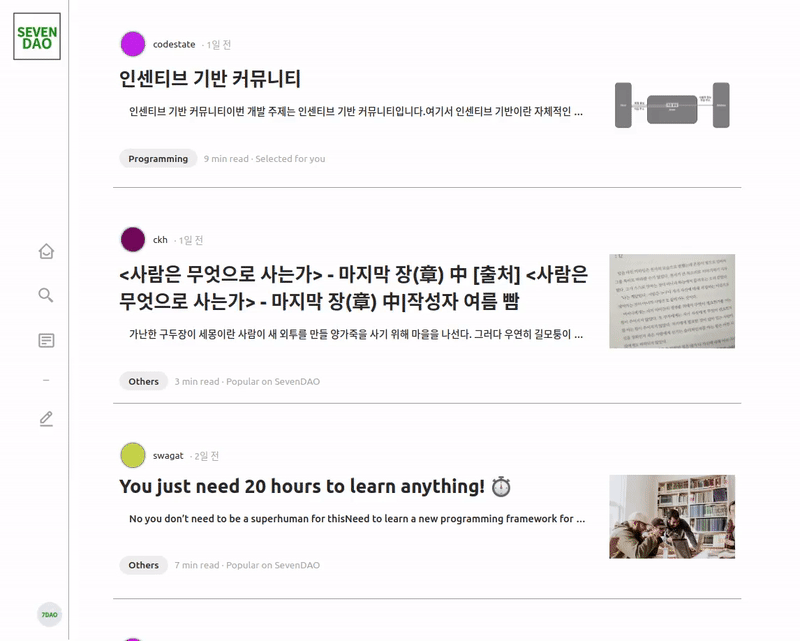 SEVEN
DAO
codestate · 1일 전
인센티브 기반 커뮤니티
인센티브 기반 커뮤니티이번 개발 주제는 인센티브 기반 커뮤니티입니다.여기서 인센티브 기반이란 자체적인 ...
Programming 9 min read · Selected for you
ckh · 1일 전
<사람은 무엇으로 사는가> - 마지막 장(章) 中 [출처] <사람은
무엇으로 사는가> - 마지막 장(章) 中|작성자 여름 빰
가난한 구두장이 세몽이란 사람이 새 외투를 만들 양가죽을 사기 위해 마을을 나선다. 그러다 우연히 길모퉁이 ...
Others 3 min read · Popular on SevenDAO
swagat · 2일 전
You just need 20 hours to learn anything! ⏱️
No you don’t need to be a superhuman for thisNeed to learn a new programming framework for ...
Others 7 min read · Popular on SevenDAO
7DAO